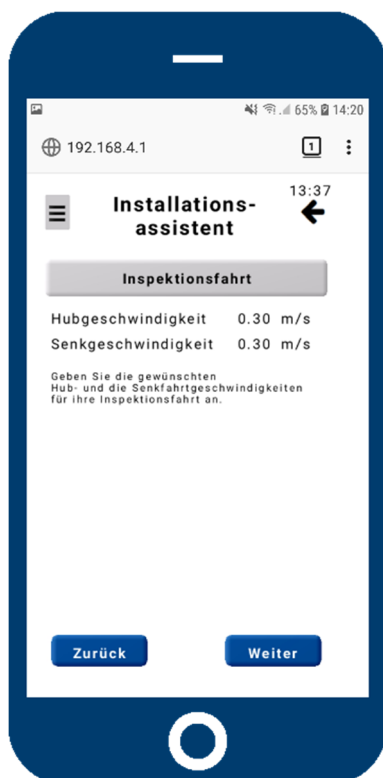 65% 14:20
192.168.4.1 1
13:37
Installations-
assistent
Inspektionsfahrt
Hubgeschwindigkeit 0.30 m/s
Senkgeschwindigkeit 0.30 m/s
Geben Sie die gewünschten
Hub- und die Senkfahrtgeschwindigkeiten
für ihre Inspektionsfahrt an.
Zurück Weiter